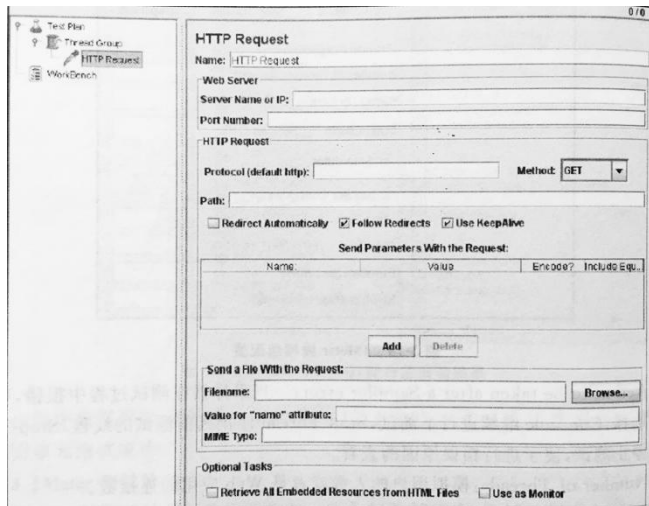 0/0
Test Plan
Thread Group
HTTP Request
WorkBench
HTTP Request
Name: HTTP Request
Web Server
Server Name or IP:
Port Number:
HTTP Request
Protocol (default http): Method: GET
Path:
Redirect Automatically Follow Redirects Use KeepAlive
Send Parameters With the Request:
Name: Value Encode? Include Equ..
Add Delete
Send a File With the Request:
Filename: Browse...
Value for "name" attribute:
MIME Type:
Optional Tasks
Retrieve All Embedded Resources from HTML Files Use as Monitor